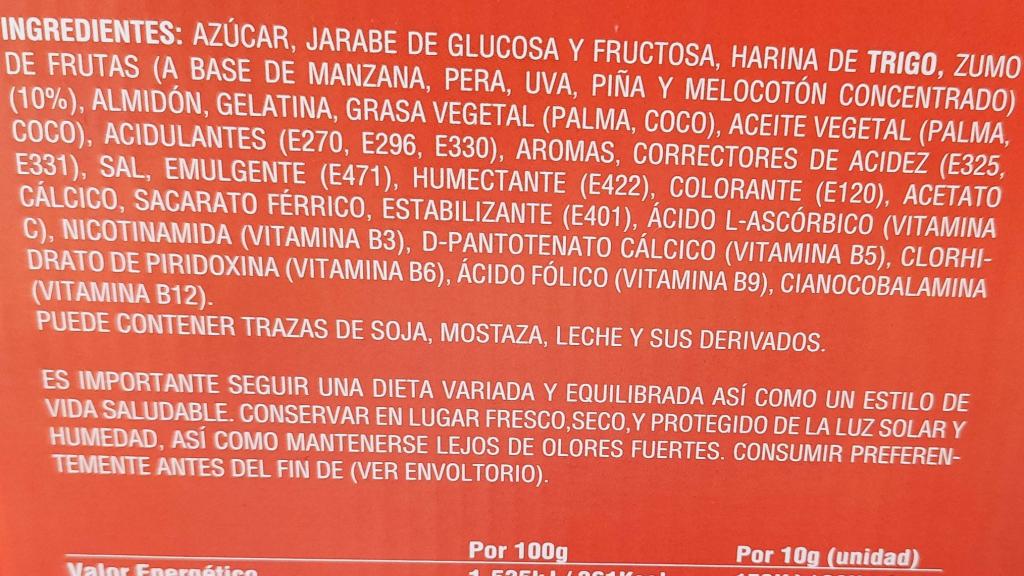 INGREDIENTES: AZÚCAR, JARABE DE GLUCOSA Y FRUCTOSA, HARINA DE TRIGO, ZUMO
DE FRUTAS (A BASE DE MANZANA, PERA, UVA, PIÑA Y MELOCOTÓN CONCENTRADO)
(10%), ALMIDÓN, GELATINA, GRASA VEGETAL (PALMA, COCO), ACEITE VEGETAL (PALMA,
COCO), ACIDULANTES (E270, E296, E330), AROMAS, CORRECTORES DE ACIDEZ (E325,
E331), SAL, EMULGENTE (E471), HUMECTANTE (E422), COLORANTE (E120), ACETATO
CÁLCICO, SACARATO FÉRRICO, ESTABILIZANTE (E401), ÁCIDO L-ASCÓRBICO (VITAMINA
C), NICOTINAMIDA (VITAMINA B3), D-PANTOTENATO CÁLCICO (VITAMINA B5), CLORHI-
DRATO DE PIRIDOXINA (VITAMINA B6), ÁCIDO FÓLICO (VITAMINA B9), CIANOCOBALAMINA
(VITAMINA B12).
PUEDE CONTENER TRAZAS DE SOJA, MOSTAZA, LECHE Y SUS DERIVADOS.
ES IMPORTANTE SEGUIR UNA DIETA VARIADA Y EQUILIBRADA ASÍ COMO UN ESTILO DE
VIDA SALUDABLE. CONSERVAR EN LUGAR FRESCO,SECO,Y PROTEGIDO DE LA LUZ SOLAR Y
HUMEDAD, ASÍ COMO MANTENERSE LEJOS DE OLORES FUERTES. CONSUMIR PREFEREN-
TEMENTE ANTES DEL FIN DE (VER ENVOLTORIO).
Por 100g Por 10g (unidad)
Valor Energético